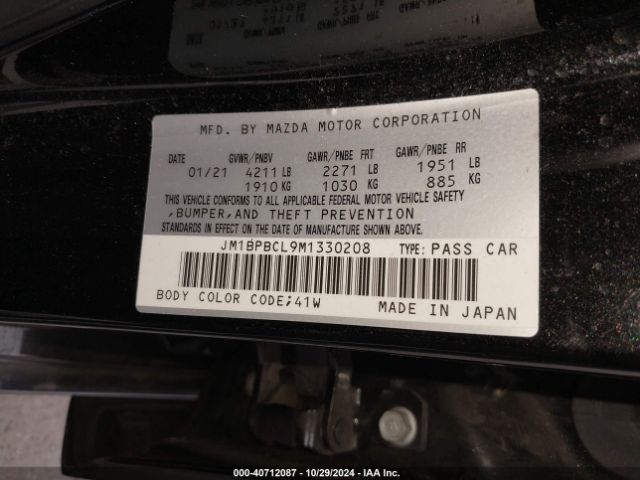 MFD. BY MAZDA MOTOR CORPORATION
DATE GVWR/PNBV GAWR/PNBE FRT GAWR/PNBE RR
01/21 4211 LB 2271 LB 1951 LB
1910 KG 1030 KG 885 KG
THIS VEHICLE CONFORMS TO ALL APPLICABLE FEDERAL MOTOR VEHICLE SAFETY
,BUMPER,AND THEFT PREVENTION
STANDARDS IN EFFECT ON THE DATE OF MANUFACTURE SHOWN ABOVE.
JM1BPBCL9M1330208 TYPE: PASS CAR
BODY COLOR CODE;41W MADE IN JAPAN
000-40712087 - 10/29/2024 - IAA Inc.